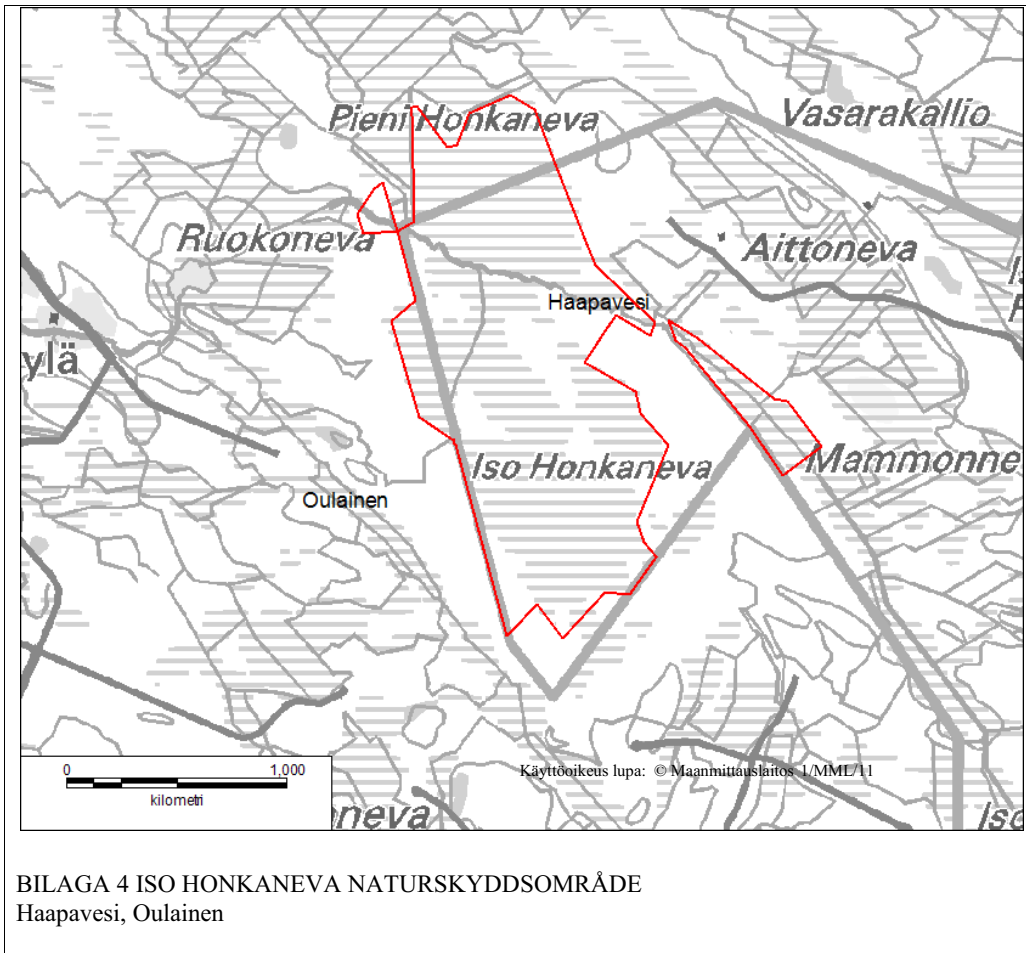 Pieni Honkaneva
Vasarakallio
Ruokoneva
Aittoneva
Haapavesi
ylä
Iso Honkaneva
Mammonne
Oulainen
0 1,000
kilometri
Käyttöoikeus lupa: © Maanmittauslaitos 1/MML/11
neva
Iso
BILAGA 4 ISO HONKANEVA NATURSKYDDSOMRÅDE
Haapavesi, Oulainen